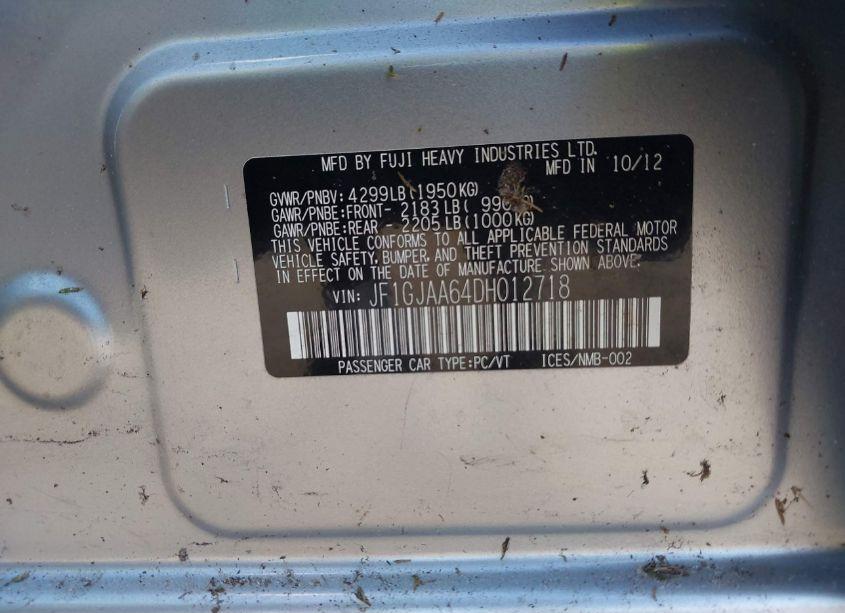 MFD BY FUJI HEAVY INDUSTRIES LTD.
MFD IN 10/12
GVWR/PNBV: 4299LB(1950KG)
GAWR/PNBE:FRONT- 2183LB(
GAWR/PNBE:REAR - 2205LB(1000KG)
THIS VEHICLE CONFORMS TO ALL APPLICABLE FEDERAL MOTOR
VEHICLE SAFETY, BUMPER, AND THEFT PREVENTION STANDARDS
IN EFFECT ON THE DATE OF MANUFACTURE SHOWN ABOVE.
VIN: JF1GJAA64DH012718
PASSENGER CAR TYPE:PC/VT ICES/NMB-002